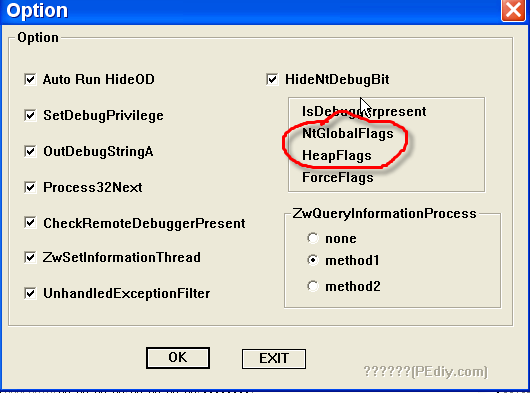 Option
Option
Auto Run HideOD
SetDebugPrivilege
OutDebugStringA
Process32Next
CheckRemoteDebuggerPresent
ZwSetInformationThread
UnhandledExceptionFilter
HideNtDebugBit
IsDebuggerpresent
NtGlobalFlags
HeapFlags
ForceFlags
ZwQueryInformationProcess
none
method1
method2
OK
EXIT
??????(PEdiy.com)